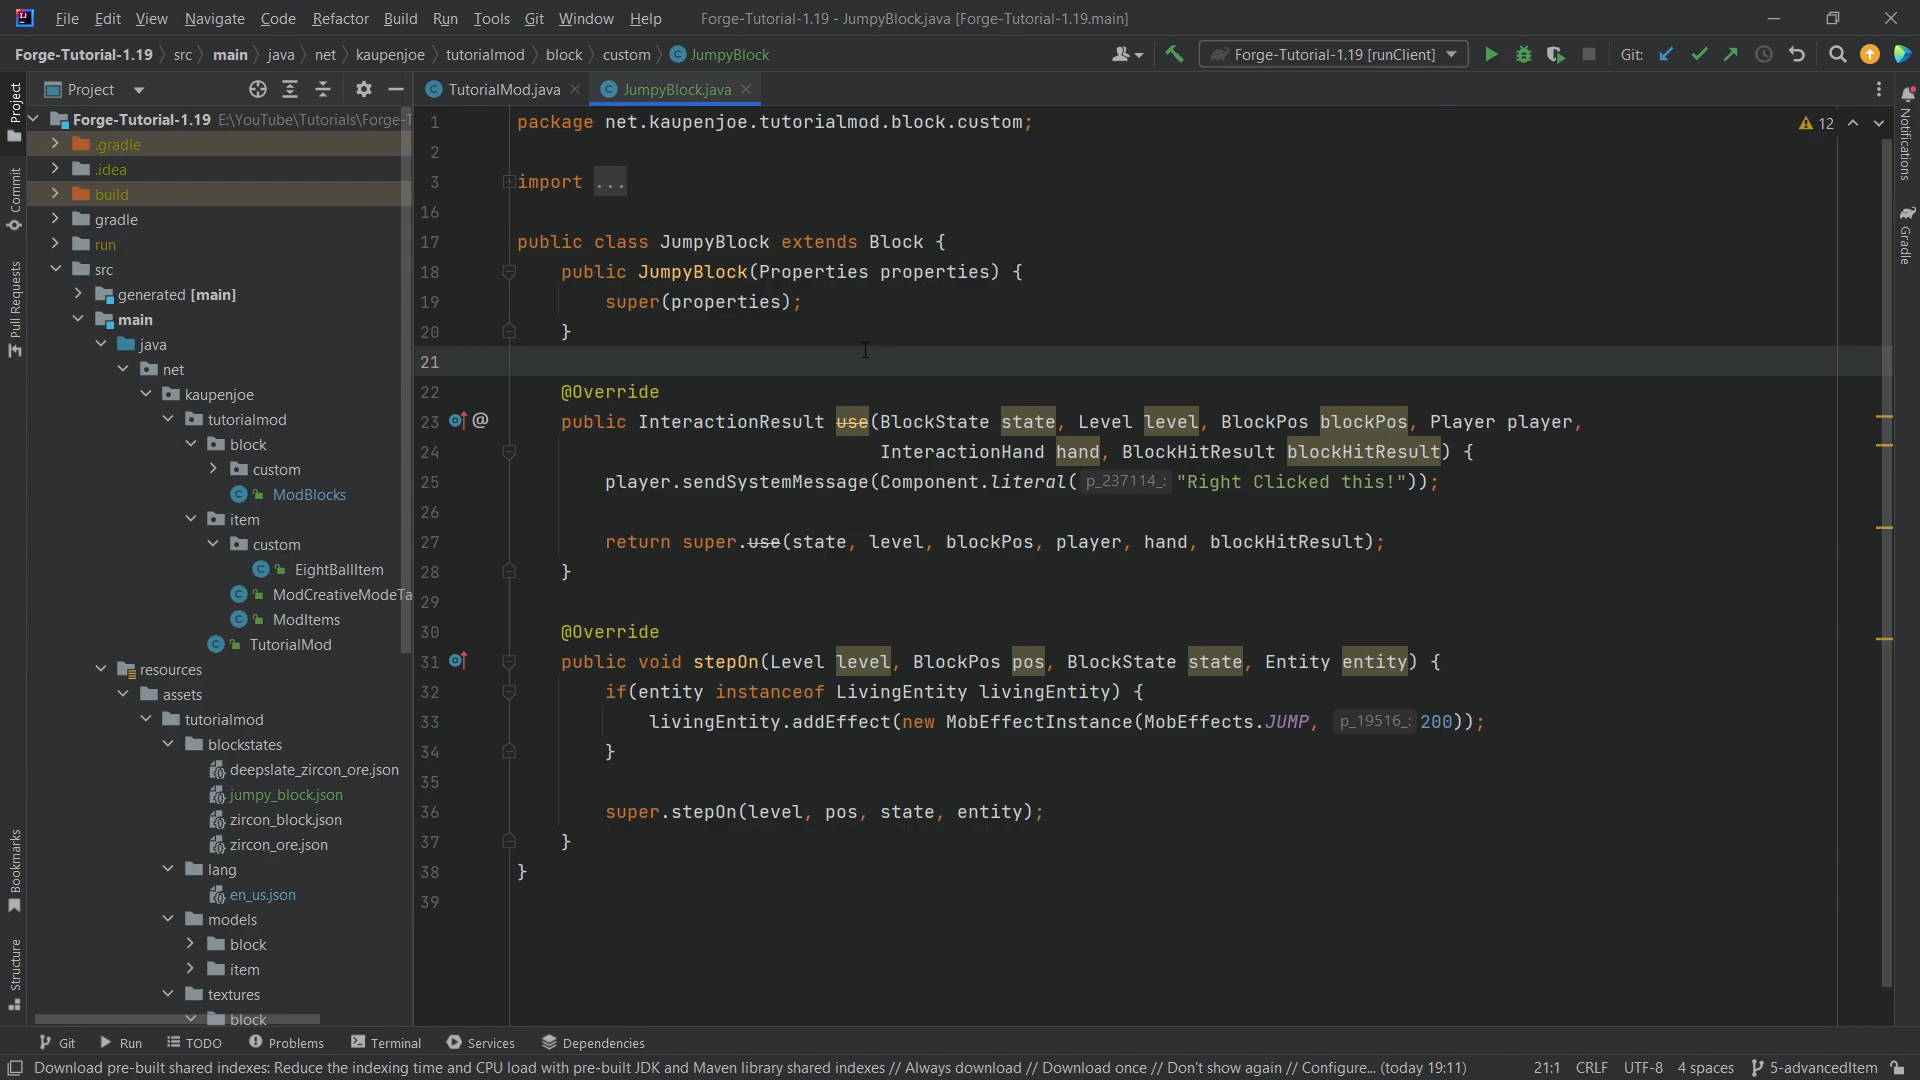 File Edit View Navigate Code Refactor Build Run Tools Git Window Help Forge-Tutorial-1.19 - JumpyBlock.java [Forge-Tutorial-1.19.main]
Forge-Tutorial-1.19 src main java net kaupenjoe tutorialmod block custom JumpyBlock Forge-Tutorial-1.19 [runClient] Git:
Project TutorialMod.java JumpyBlock.java
Forge-Tutorial-1.19 E:\YouTube\Tutorials\Forge-T
.gradle
.idea
build
gradle
run
src
generated [main]
main
java
net
kaupenjoe
tutorialmod
block
custom
ModBlocks
item
custom
EightBallItem
ModCreativeModeTa
ModItems
TutorialMod
resources
assets
tutorialmod
blockstates
deepslate_zircon_ore.json
jumpy_block.json
zircon_block.json
zircon_ore.json
lang
en_us.json
models
block
item
textures
block
Project
Commit
Pull Requests
Bookmarks
Structure
1 package net.kaupenjoe.tutorialmod.block.custom;
2
3 import ...
16
17 public class JumpyBlock extends Block {
18 public JumpyBlock(Properties properties) {
19 super(properties);
20 }
21
22 @Override
23 @ public InteractionResult use(BlockState state, Level level, BlockPos blockPos, Player player,
24 InteractionHand hand, BlockHitResult blockHitResult) {
25 player.sendSystemMessage(Component.literal( p_237114_: "Right Clicked this!"));
26
27 return super.use(state, level, blockPos, player, hand, blockHitResult);
28 }
29
30 @Override
31 public void stepOn(Level level, BlockPos pos, BlockState state, Entity entity) {
32 if(entity instanceof LivingEntity livingEntity) {
33 livingEntity.addEffect(new MobEffectInstance(MobEffects.JUMP, p_19516_: 200));
34 }
35
36 super.stepOn(level, pos, state, entity);
37 }
38 }
39
12
Notifications
Gradle
Git Run TODO Problems Terminal Services Dependencies
Download pre-built shared indexes: Reduce the indexing time and CPU load with pre-built JDK and Maven library shared indexes // Always download // Download once // Don't show again // Configure... (today 19:11) 21:1 CRLF UTF-8 4 spaces 5-advancedItem